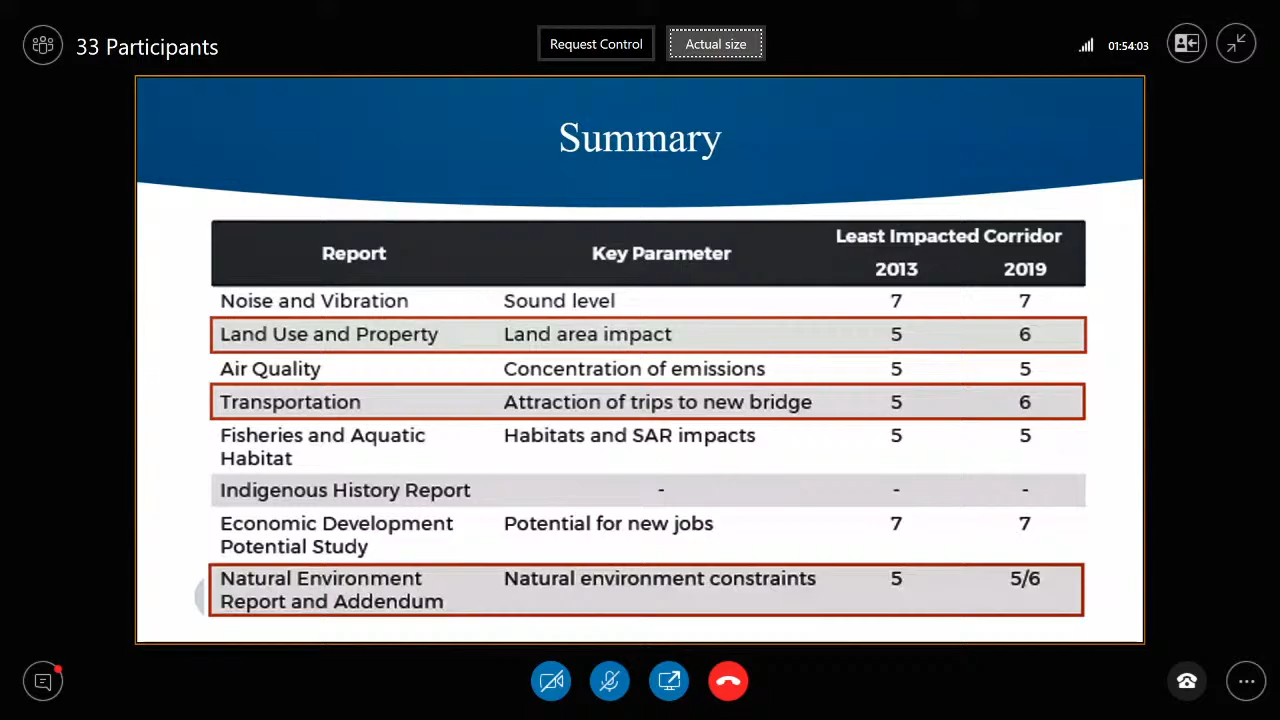 33 Participants
Request Control
Actual size
01:54:03
Summary
Report Key Parameter Least Impacted Corridor
2013 2019
Noise and Vibration Sound level 7 7
Land Use and Property Land area impact 5 6
Air Quality Concentration of emissions 5 5
Transportation Attraction of trips to new bridge 5 6
Fisheries and Aquatic Habitats and SAR impacts 5 5
Habitat
Indigenous History Report - - -
Economic Development Potential for new jobs 7 7
Potential Study
Natural Environment Natural environment constraints 5 5/6
Report and Addendum